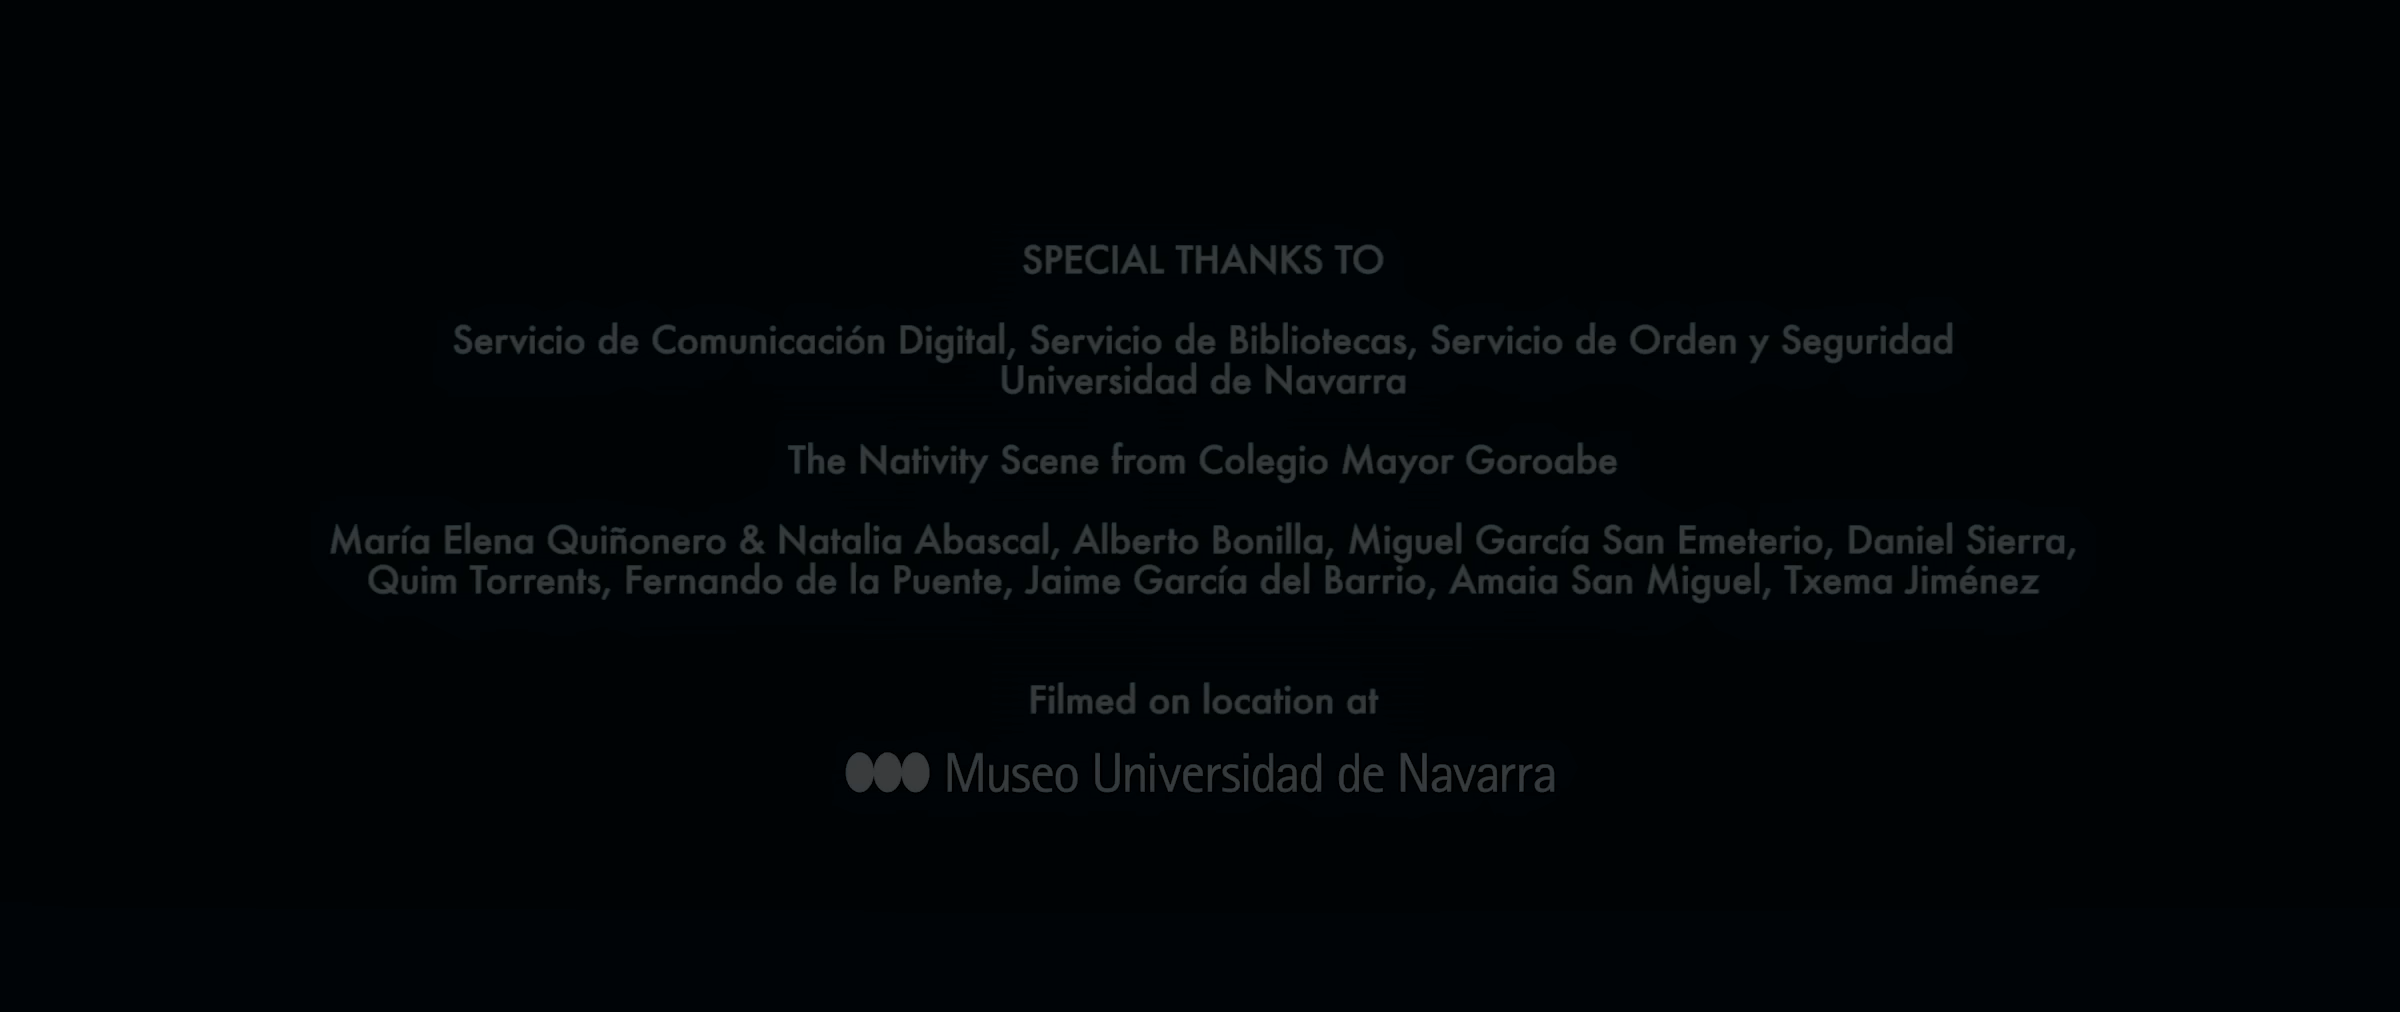 SPECIAL THANKS TO
Servicio de Comunicación Digital, Servicio de Bibliotecas, Servicio de Orden y Seguridad
Universidad de Navarra
The Nativity Scene from Colegio Mayor Goroabe
María Elena Quiñonero & Natalia Abascal, Alberto Bonilla, Miguel García San Emeterio, Daniel Sierra,
Quim Torrents, Fernando de la Puente, Jaime García del Barrio, Amaia San Miguel, Txema Jiménez
Filmed on location at
Museo Universidad de Navarra